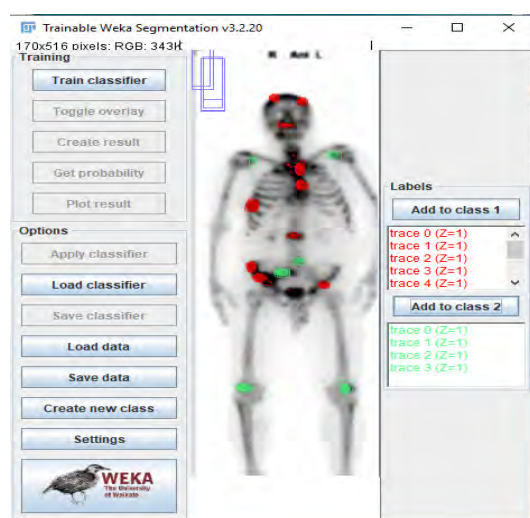 Trainable Weka Segmentation v3.2.20
170x516 pixels: RGB: 343K
Training
Train classifier
Toggle overlay
Create result
Get probability
Plot result
Options
Apply classifier
Load classifier
Save classifier
Load data
Save data
Create new class
Settings
WEKA
The University
of Waikato
R Ant L
Labels
Add to class 1
trace 0 (Z=1)
trace 1 (Z=1)
trace 2 (Z=1)
trace 3 (Z=1)
trace 4 (Z=1)
Add to class 2
trace 0 (Z=1)
trace 1 (Z=1)
trace 2 (Z=1)
trace 3 (Z=1)